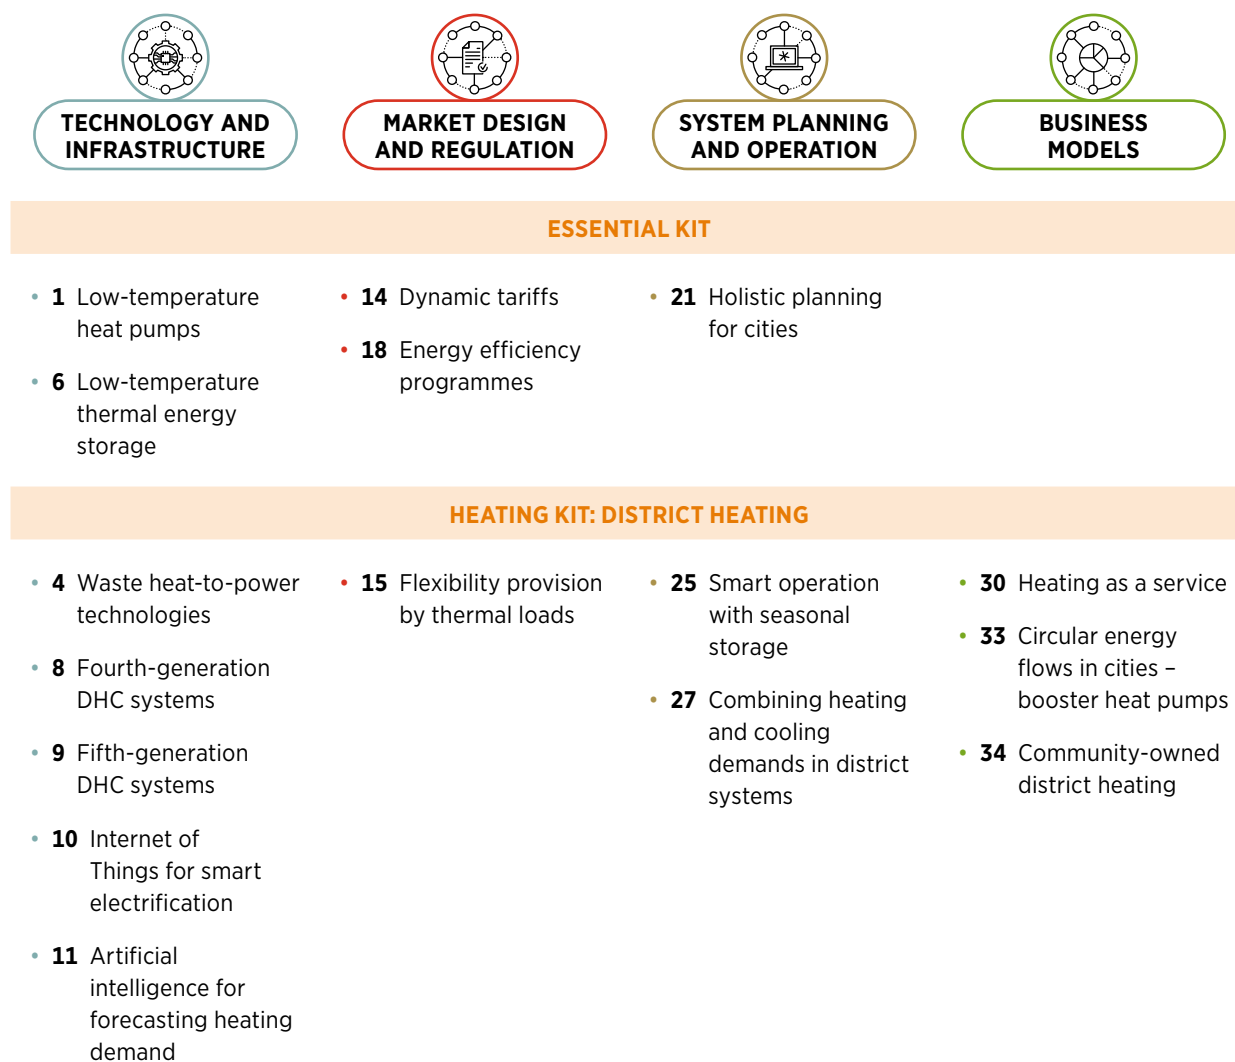 TECHNOLOGY AND
INFRASTRUCTURE
MARKET DESIGN
AND REGULATION
SYSTEM PLANNING
AND OPERATION
BUSINESS
MODELS
ESSENTIAL KIT
• 1 Low-temperature
heat pumps
• 6 Low-temperature
thermal energy
storage
• 14 Dynamic tariffs
• 18 Energy efficiency
programmes
• 21 Holistic planning
for cities
HEATING KIT: DISTRICT HEATING
• 4 Waste heat-to-power
technologies
• 8 Fourth-generation
DHC systems
• 9 Fifth-generation
DHC systems
• 10 Internet of
Things for smart
electrification
• 11 Artificial
intelligence for
forecasting heating
demand
• 15 Flexibility provision
by thermal loads
• 25 Smart operation
with seasonal
storage
• 27 Combining heating
and cooling
demands in district
systems
• 30 Heating as a service
• 33 Circular energy
flows in cities –
booster heat pumps
• 34 Community-owned
district heating